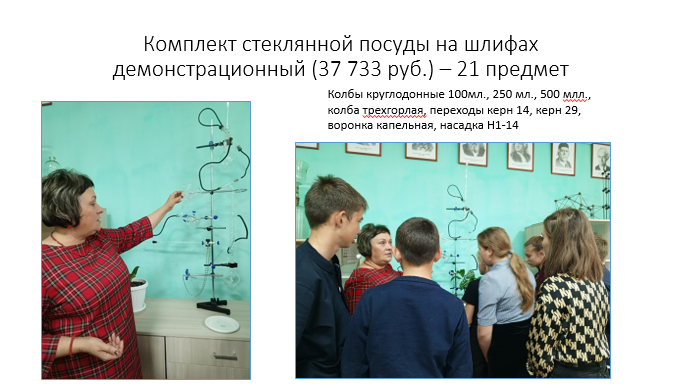 Комплект стеклянной посуды на шлифах
демонстрационный (37 733 руб.) – 21 предмет
Колбы круглодонные 100мл., 250 мл., 500 млл.,
колба трехгорлая, переходы керн 14, керн 29,
воронка капельная, насадка Н1-14